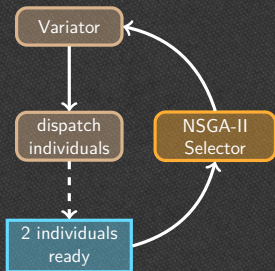 Variator
dispatch
individuals
NSGA-II
Selector
2 individuals
ready